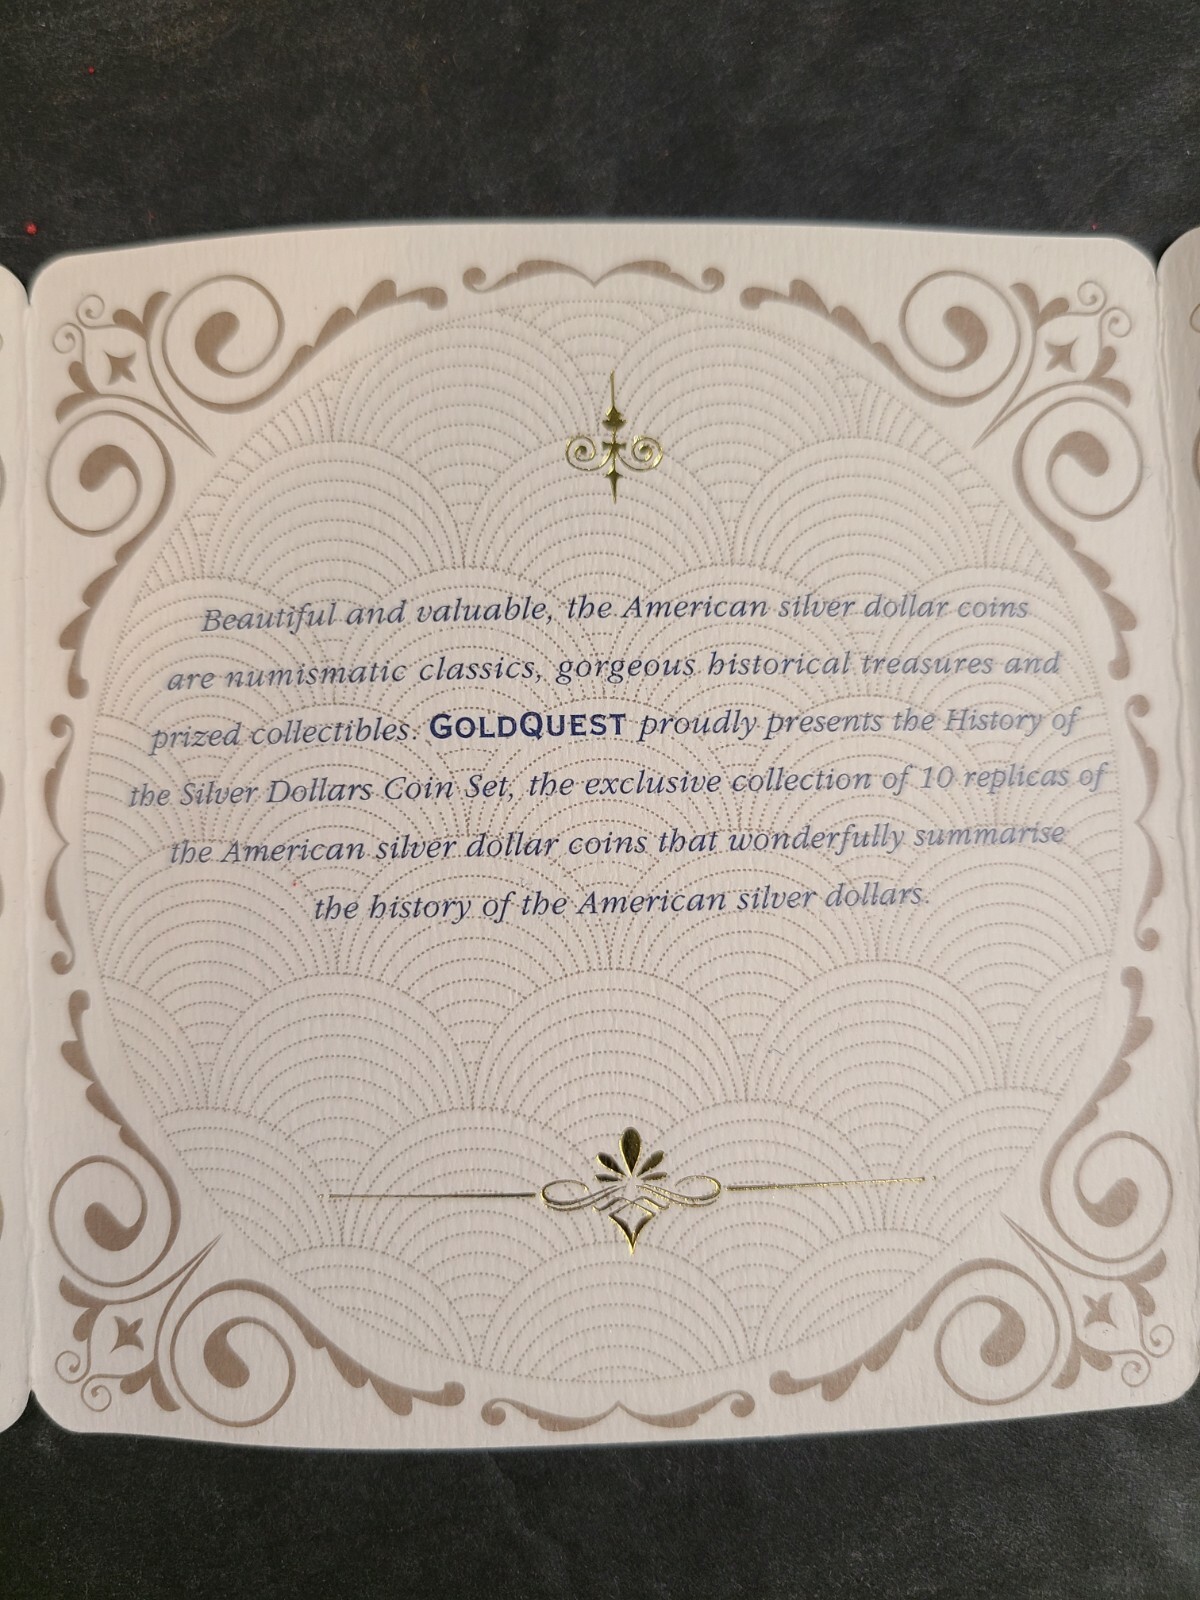 Beautiful and valuable, the American silver dollar coins
are numismatic classics, gorgeous historical treasures and
prized collectibles. GOLDQUEST proudly presents the History of
the Silver Dollars Coin Set, the exclusive collection of 10 replicas of
the American silver dollar coins that wonderfully summarise
the history of the American silver dollars.